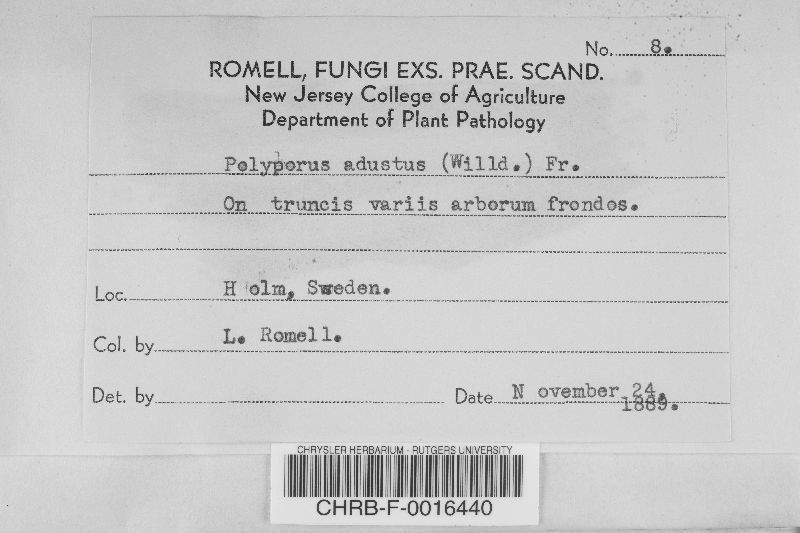 No. 8.
ROMELL, FUNGI EXS. PRAE. SCAND.
New Jersey College of Agriculture
Department of Plant Pathology
Polyporus adustus (Willd.) Fr.
On truncis variis arborum frondos.
Loc. H olm, Sweden.
Col. by L. Romell.
Det. by Date N ovember 24,
1889.
CHRYSLER HERBARIUM - RUTGERS UNIVERSITY
CHRB-F-0016440